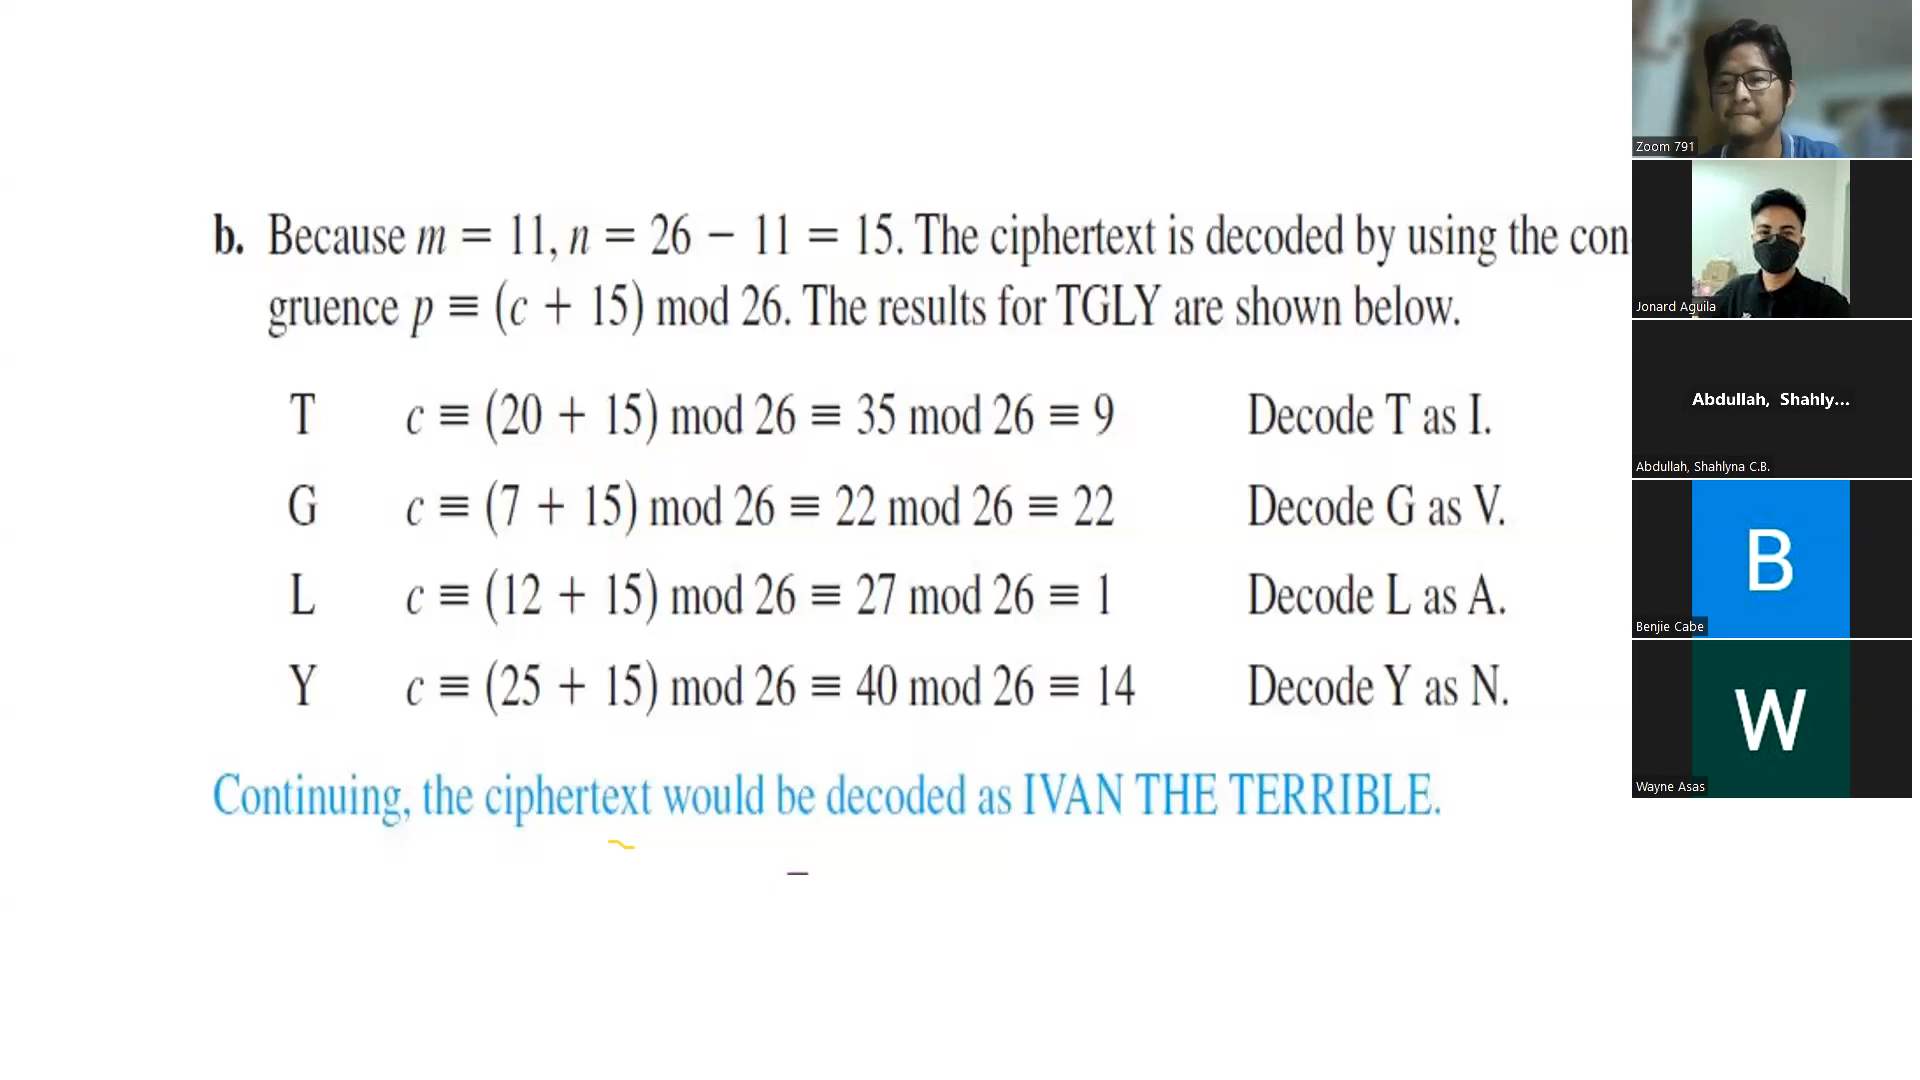 b. Because m = 11, n = 26 − 11 = 15. The ciphertext is decoded by using the con
gruence p ≡ (c + 15) mod 26. The results for TGLY are shown below.
T c ≡ (20 + 15) mod 26 ≡ 35 mod 26 ≡ 9 Decode T as I.
G c ≡ (7 + 15) mod 26 ≡ 22 mod 26 ≡ 22 Decode G as V.
L c ≡ (12 + 15) mod 26 ≡ 27 mod 26 ≡ 1 Decode L as A.
Y c ≡ (25 + 15) mod 26 ≡ 40 mod 26 ≡ 14 Decode Y as N.
Continuing, the ciphertext would be decoded as IVAN THE TERRIBLE.
Zoom 791
Jonard Aguila
Abdullah, Shahly...
Abdullah, Shahlyna C.B.
B
Benjie Cabe
W
Wayne Asas